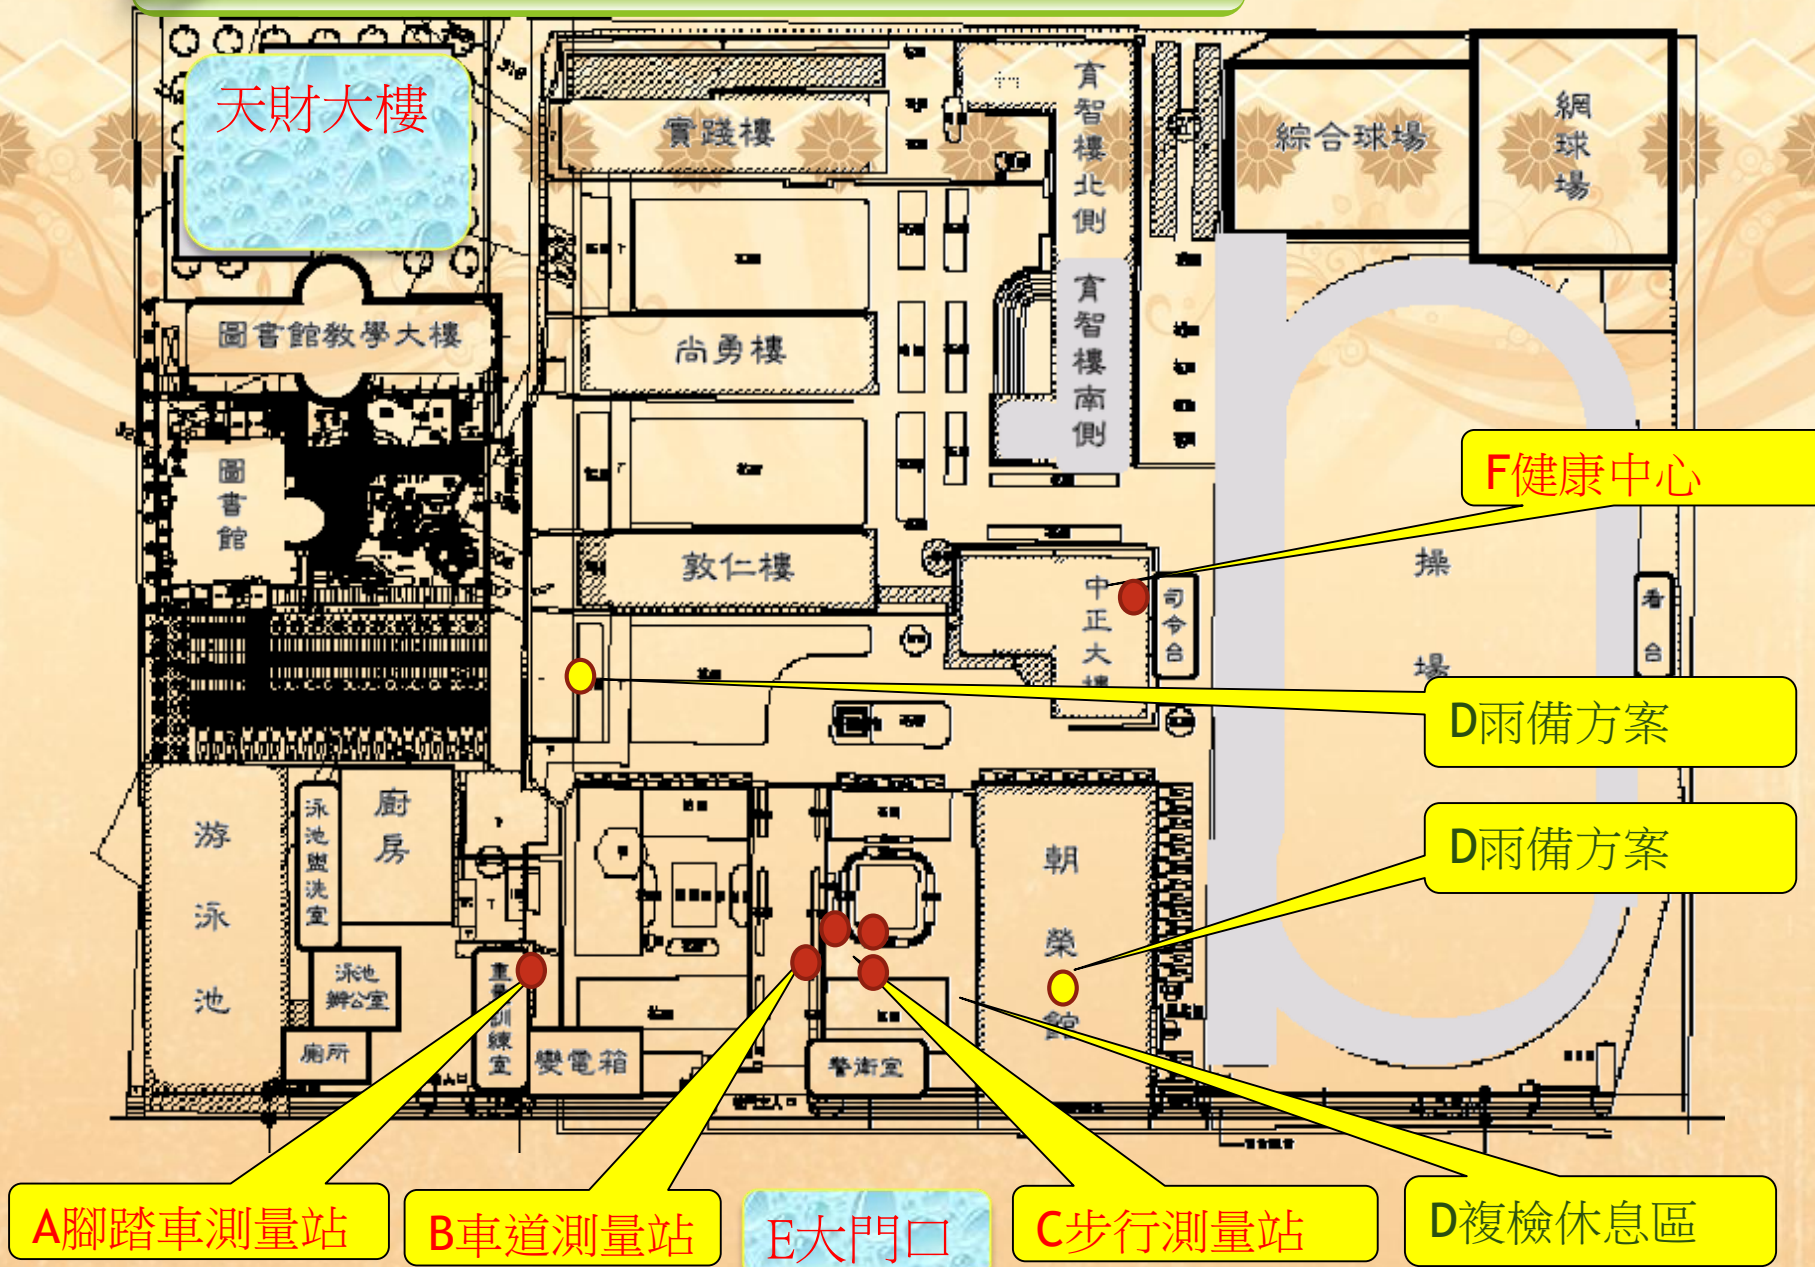 天財大樓
實踐樓
育智樓北側
綜合球場
網球場
圖書館教學大樓
尚勇樓
育智樓南側
圖書館
F健康中心
敦仁樓
中正大樓
司令台
操場
看台
D雨備方案
游泳池
泳池盥洗室
廚房
朝榮館
D雨備方案
泳池
辦公室
重量訓練室
廁所
變電箱
警衛室
A腳踏車測量站
B車道測量站
E大門口
C步行測量站
D複檢休息區